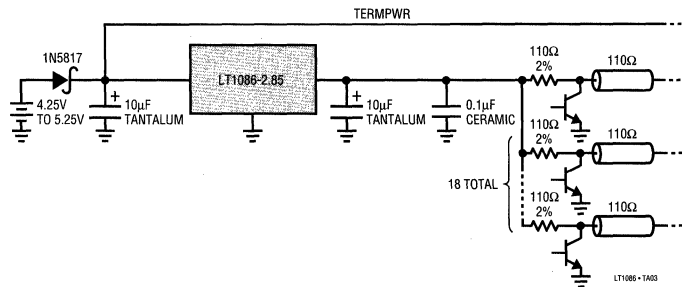 TERMPWR
1N5817
LT1086-2.85
110Ω
2%
110Ω
+
10µF
TANTALUM
+
10µF
TANTALUM
0.1µF
CERAMIC
4.25V
TO 5.25V
110Ω
2%
110Ω
18 TOTAL
110Ω
2%
110Ω
LT1086 • TA03